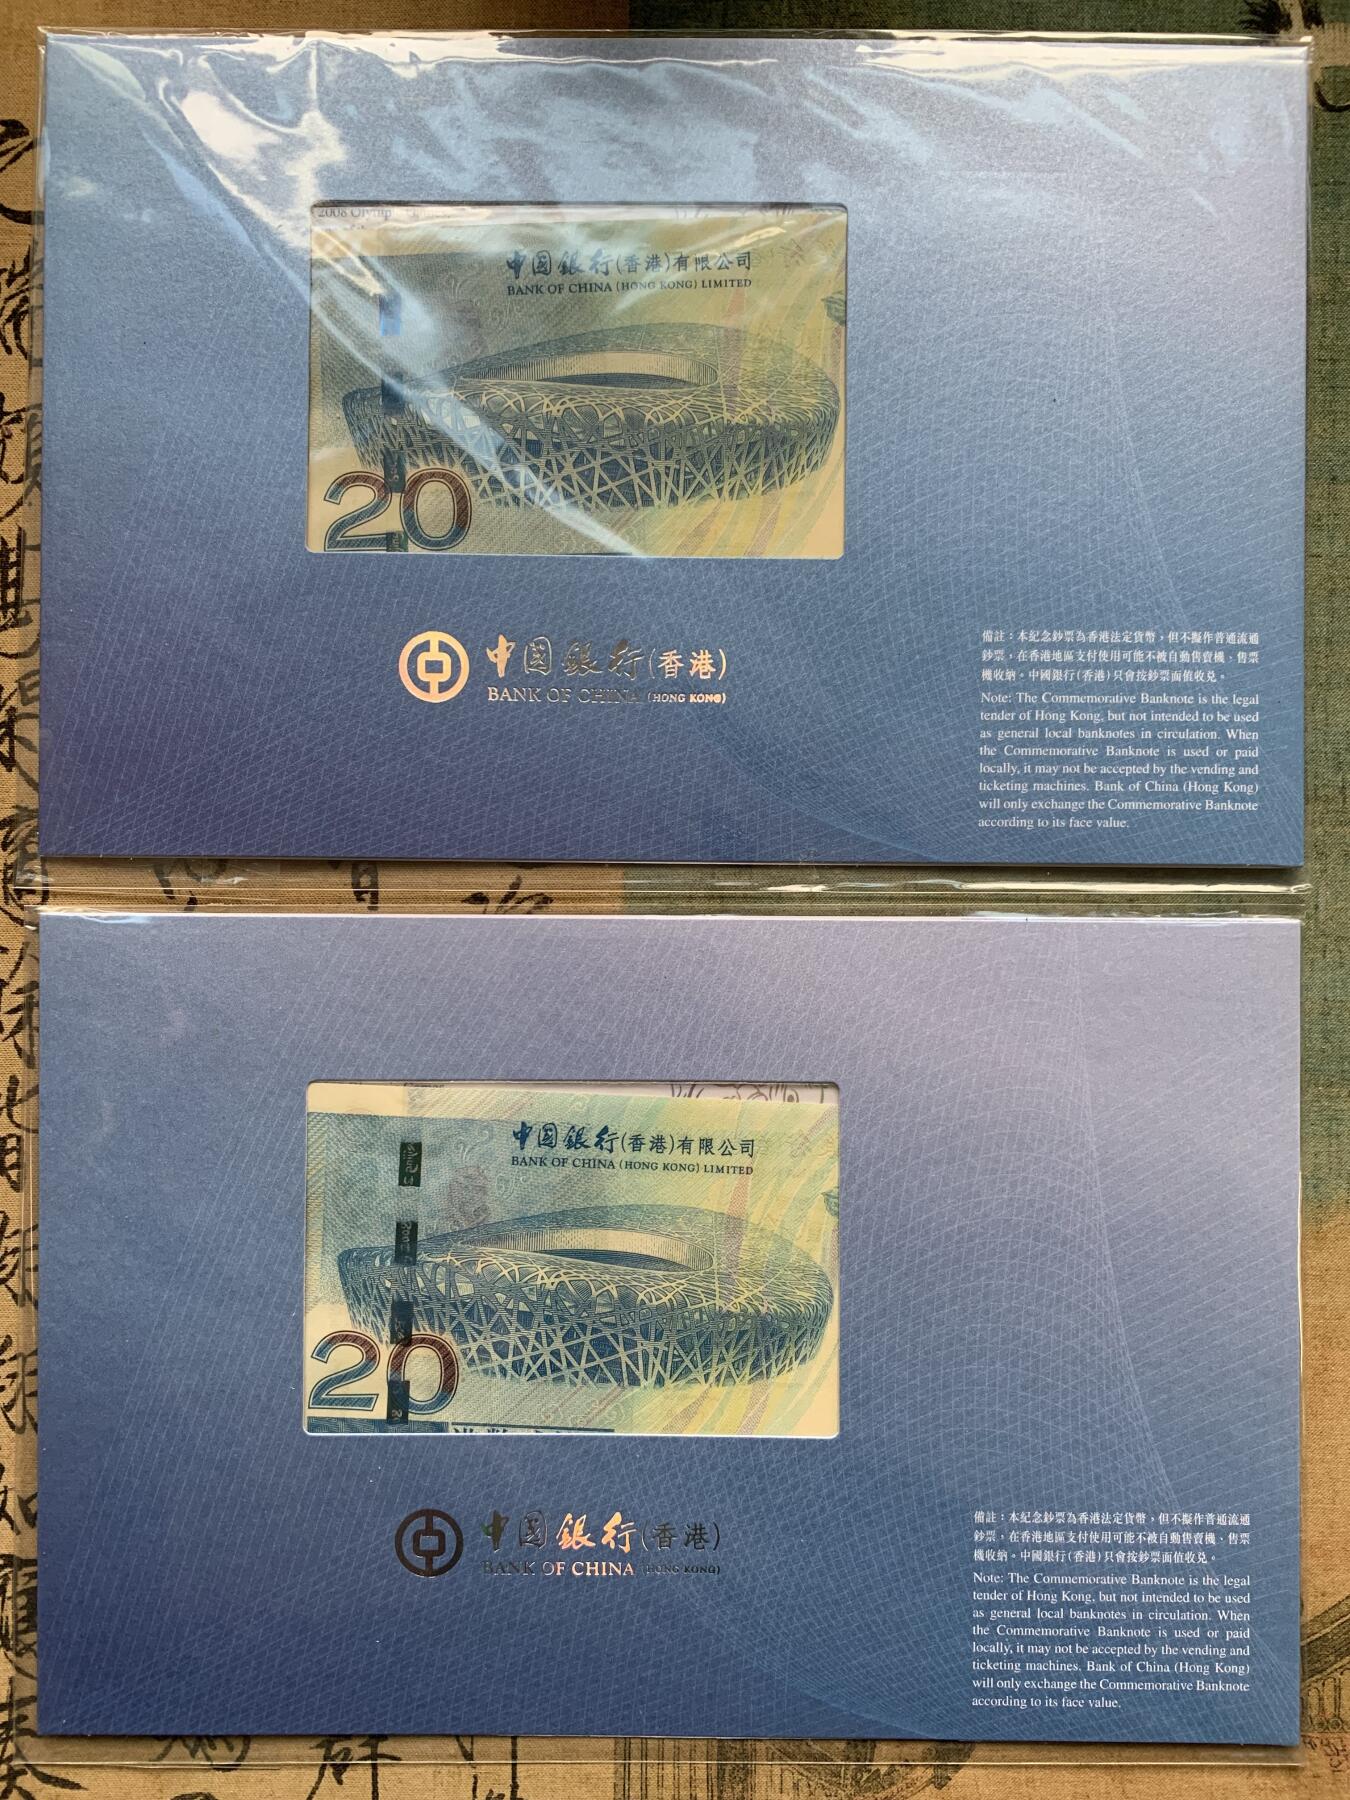 2008 Olymp
中国銀行(香港)有限公司
BANK OF CHINA (HONG KONG) LIMITED
20
中国銀行(香港)
BANK OF CHINA (HONG KONG)
備註：本紀念鈔票為香港法定貨幣，但不擬作普通流通
鈔票，在香港地區支付使用可能不被自動售賣機、售票
機收納。中國銀行(香港)只會按鈔票面值收兌。
Note: The Commemorative Banknote is the legal
tender of Hong Kong, but not intended to be used
as general local banknotes in circulation. When
the Commemorative Banknote is used or paid
locally, it may not be accepted by the vending and
ticketing machines. Bank of China (Hong Kong)
will only exchange the Commemorative Banknote
according to its face value.
中国銀行(香港)有限公司
BANK OF CHINA (HONG KONG) LIMITED
20
中国銀行(香港)
BANK OF CHINA (HONG KONG)
備註：本紀念鈔票為香港法定貨幣，但不擬作普通流通
鈔票，在香港地區支付使用可能不被自動售賣機、售票
機收納。中國銀行(香港)只會按鈔票面值收兌。
Note: The Commemorative Banknote is the legal
tender of Hong Kong, but not intended to be used
as general local banknotes in circulation. When
the Commemorative Banknote is used or paid
locally, it may not be accepted by the vending and
ticketing machines. Bank of China (Hong Kong)
will only exchange the Commemorative Banknote
according to its face value.